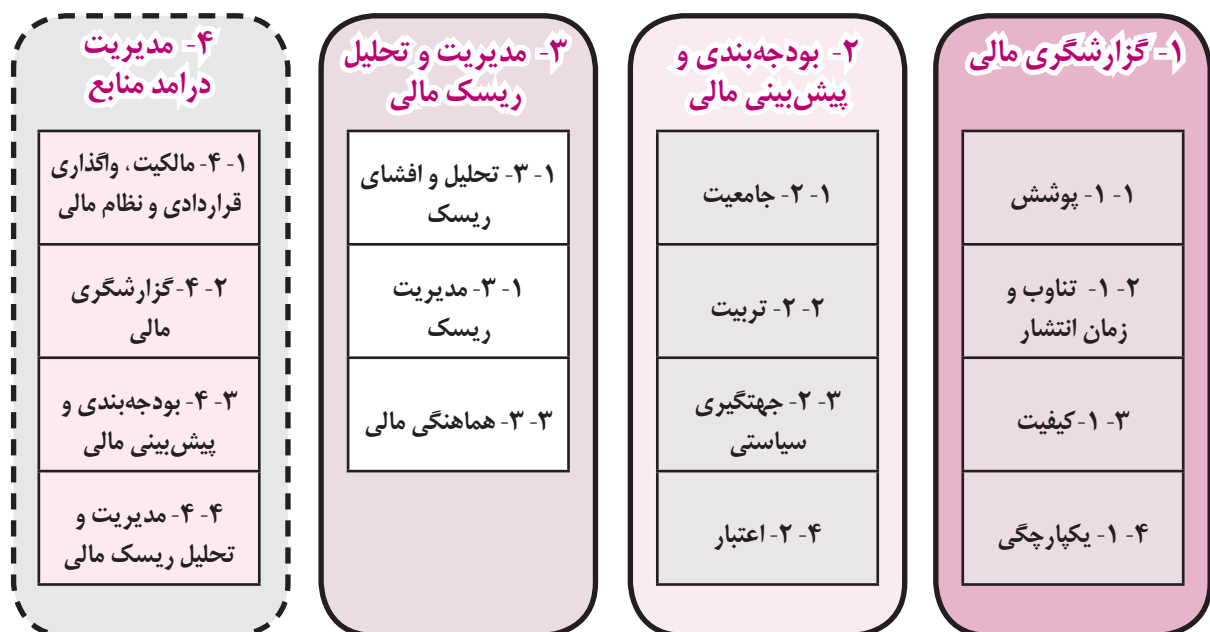 ۱- گزارشگری مالی
۱- ۱- پوشش
۲- ۱- تناوب و
زمان انتشار
۳- ۱- کیفیت
۴- ۱- یکپارچگی
۲- بودجه‌بندی و
پیش‌بینی مالی
۱- ۲- جامعیت
۲- ۲- تربیت
۳- ۲- جهتگیری
سیاستی
۴- ۲- اعتبار
۳- مدیریت و تحلیل
ریسک مالی
۱- ۳- تحلیل و افشای
ریسک
۱- ۳- مدیریت
ریسک
۳- ۳- هماهنگی مالی
۴- مدیریت
درامد منابع
۱- ۴- مالکیت، واگذاری
قراردادی و نظام مالی
۲- ۴- گزارشگری
مالی
۳- ۴- بودجه‌بندی و
پیش‌بینی مالی
۴- ۴- مدیریت و
تحلیل ریسک مالی